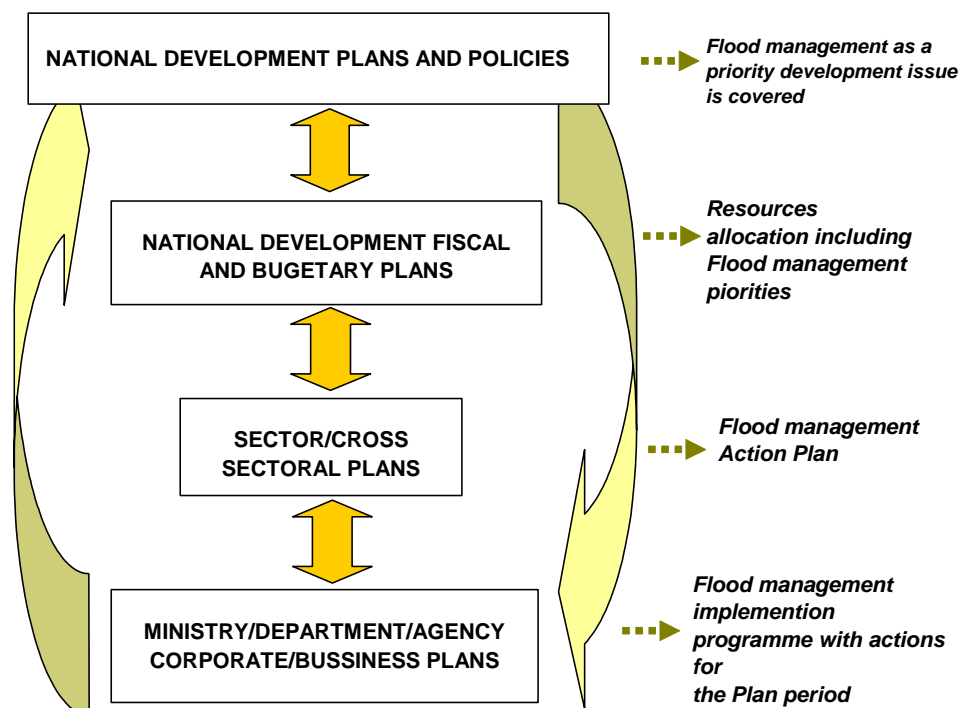 NATIONAL DEVELOPMENT PLANS AND POLICIES
Flood management as a
priority development issue
is covered
NATIONAL DEVELOPMENT FISCAL
AND BUGETARY PLANS
Resources
allocation including
Flood management
piorities
SECTOR/CROSS
SECTORAL PLANS
Flood management
Action Plan
MINISTRY/DEPARTMENT/AGENCY
CORPORATE/BUSSINESS PLANS
Flood management
implemention
programme with actions
for
the Plan period